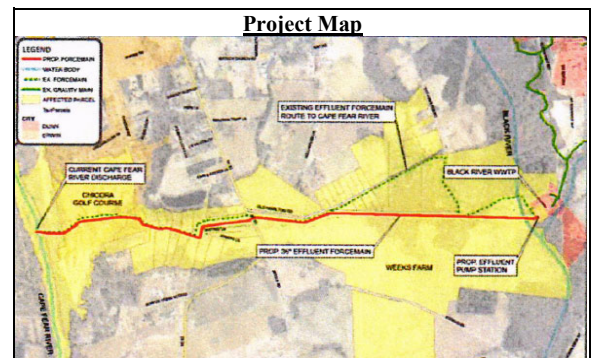 Project Map
LEGEND
PROP. FORCEMAIN
WATER BODY
EX. FORCEMAIN
EX. GRAVITY MAIN
AFFECTED PARCEL
TaxParcels
CITY
DUNN
ERWIN
EXISTING EFFLUENT FORCEMAIN
ROUTE TO CAPE FEAR RIVER
BLACK RIVER
CURRENT CAPE FEAR
RIVER DISCHARGE
BLACK RIVER WWTP
CHICORA
GOLF COURSE
PROP. 36" EFFLUENT FORCEMAIN
PROP. EFFLUENT
PUMP STATION
WEEKS FARM
CAPE FEAR RIVER